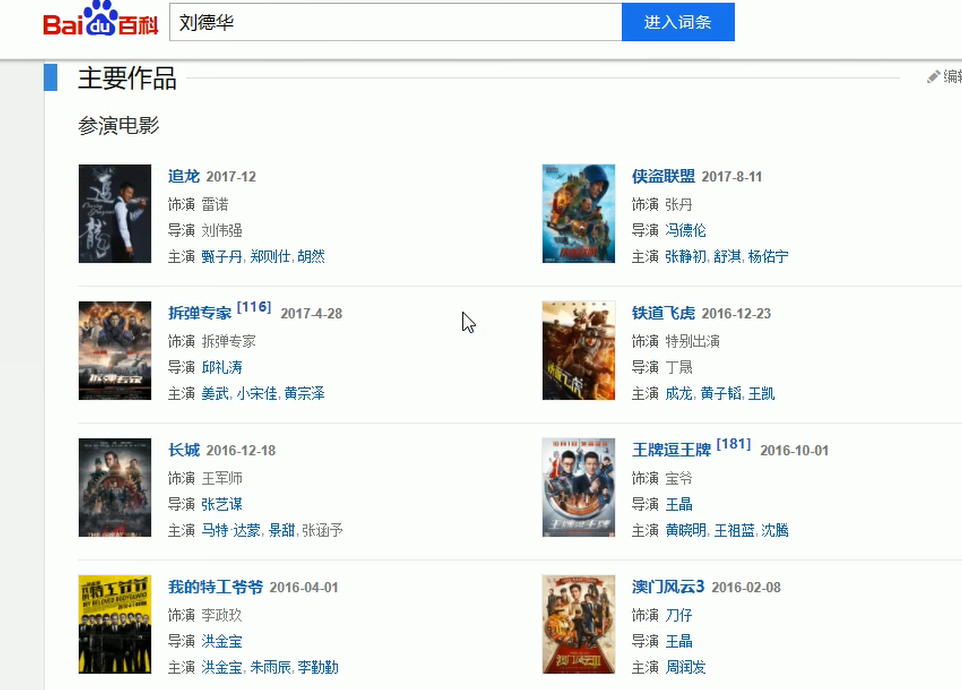 Bai du 百科
刘德华
进入词条
主要作品
编辑
参演电影
追龙 2017-12
饰演 雷诺
导演 刘伟强
主演 甄子丹, 郑则仕, 胡然
侠盗联盟 2017-8-11
饰演 张丹
导演 冯德伦
主演 张静初, 舒淇, 杨佑宁
拆弹专家 [116] 2017-4-28
饰演 拆弹专家
导演 邱礼涛
主演 姜武, 小宋佳, 黄宗泽
铁道飞虎 2016-12-23
饰演 特别出演
导演 丁晟
主演 成龙, 黄子韬, 王凯
长城 2016-12-18
饰演 王军师
导演 张艺谋
主演 马特·达蒙, 景甜, 张涵予
王牌逗王牌 [181] 2016-10-01
饰演 宝爷
导演 王晶
主演 黄晓明, 王祖蓝, 沈腾
我的特工爷爷 2016-04-01
饰演 李政玟
导演 洪金宝
主演 洪金宝, 朱雨辰, 李勤勤
澳门风云3 2016-02-08
饰演 刀仔
导演 王晶
主演 周润发